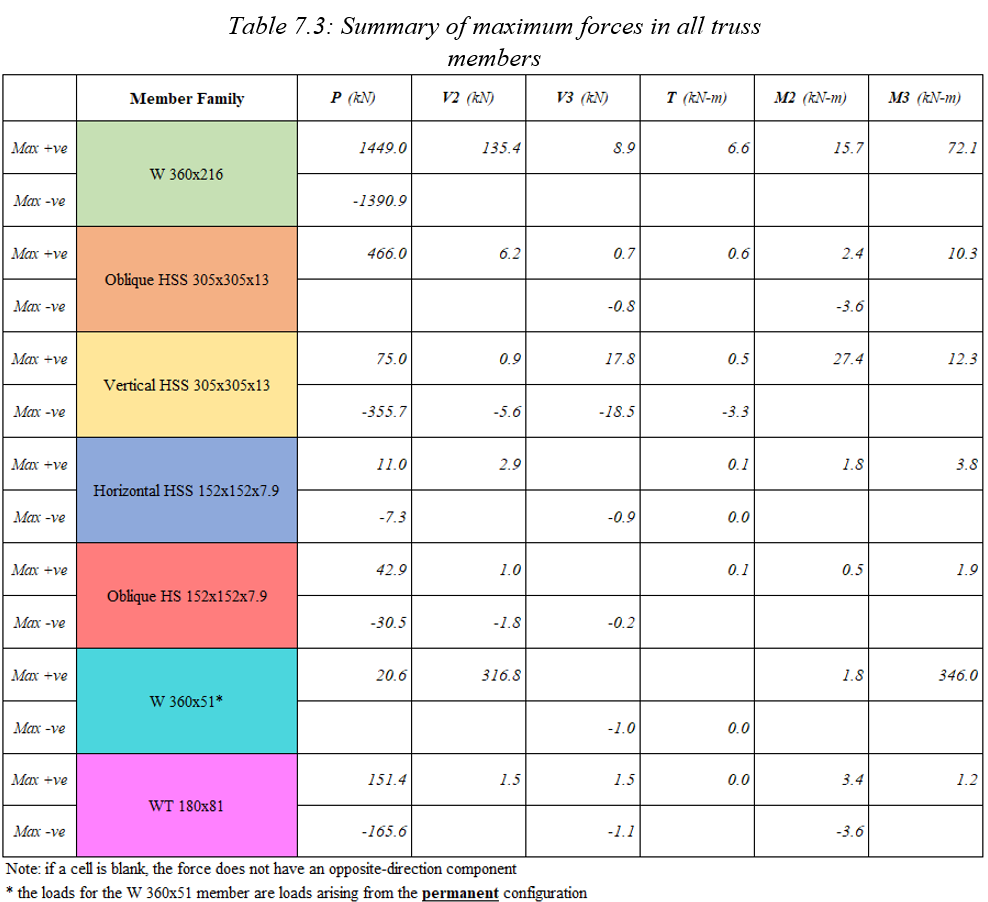 Table 7.3: Summary of maximum forces in all truss
members
Member Family P (kN) V2 (kN) V3 (kN) T (kN-m) M2 (kN-m) M3 (kN-m)
Max +ve 1449.0 135.4 8.9 6.6 15.7 72.1
W 360x216
Max -ve -1390.9
Max +ve 466.0 6.2 0.7 0.6 2.4 10.3
Oblique HSS 305x305x13
Max -ve -0.8 -3.6
Max +ve 75.0 0.9 17.8 0.5 27.4 12.3
Vertical HSS 305x305x13
Max -ve -355.7 -5.6 -18.5 -3.3
Max +ve 11.0 2.9 0.1 1.8 3.8
Horizontal HSS 152x152x7.9
Max -ve -7.3 -0.9 0.0
Max +ve 42.9 1.0 0.1 0.5 1.9
Oblique HS 152x152x7.9
Max -ve -30.5 -1.8 -0.2
Max +ve 20.6 316.8 1.8 346.0
W 360x51*
Max -ve -1.0 0.0
Max +ve 151.4 1.5 1.5 0.0 3.4 1.2
WT 180x81
Max -ve -165.6 -1.1 -3.6
Note: if a cell is blank, the force does not have an opposite-direction component
* the loads for the W 360x51 member are loads arising from the permanent configuration